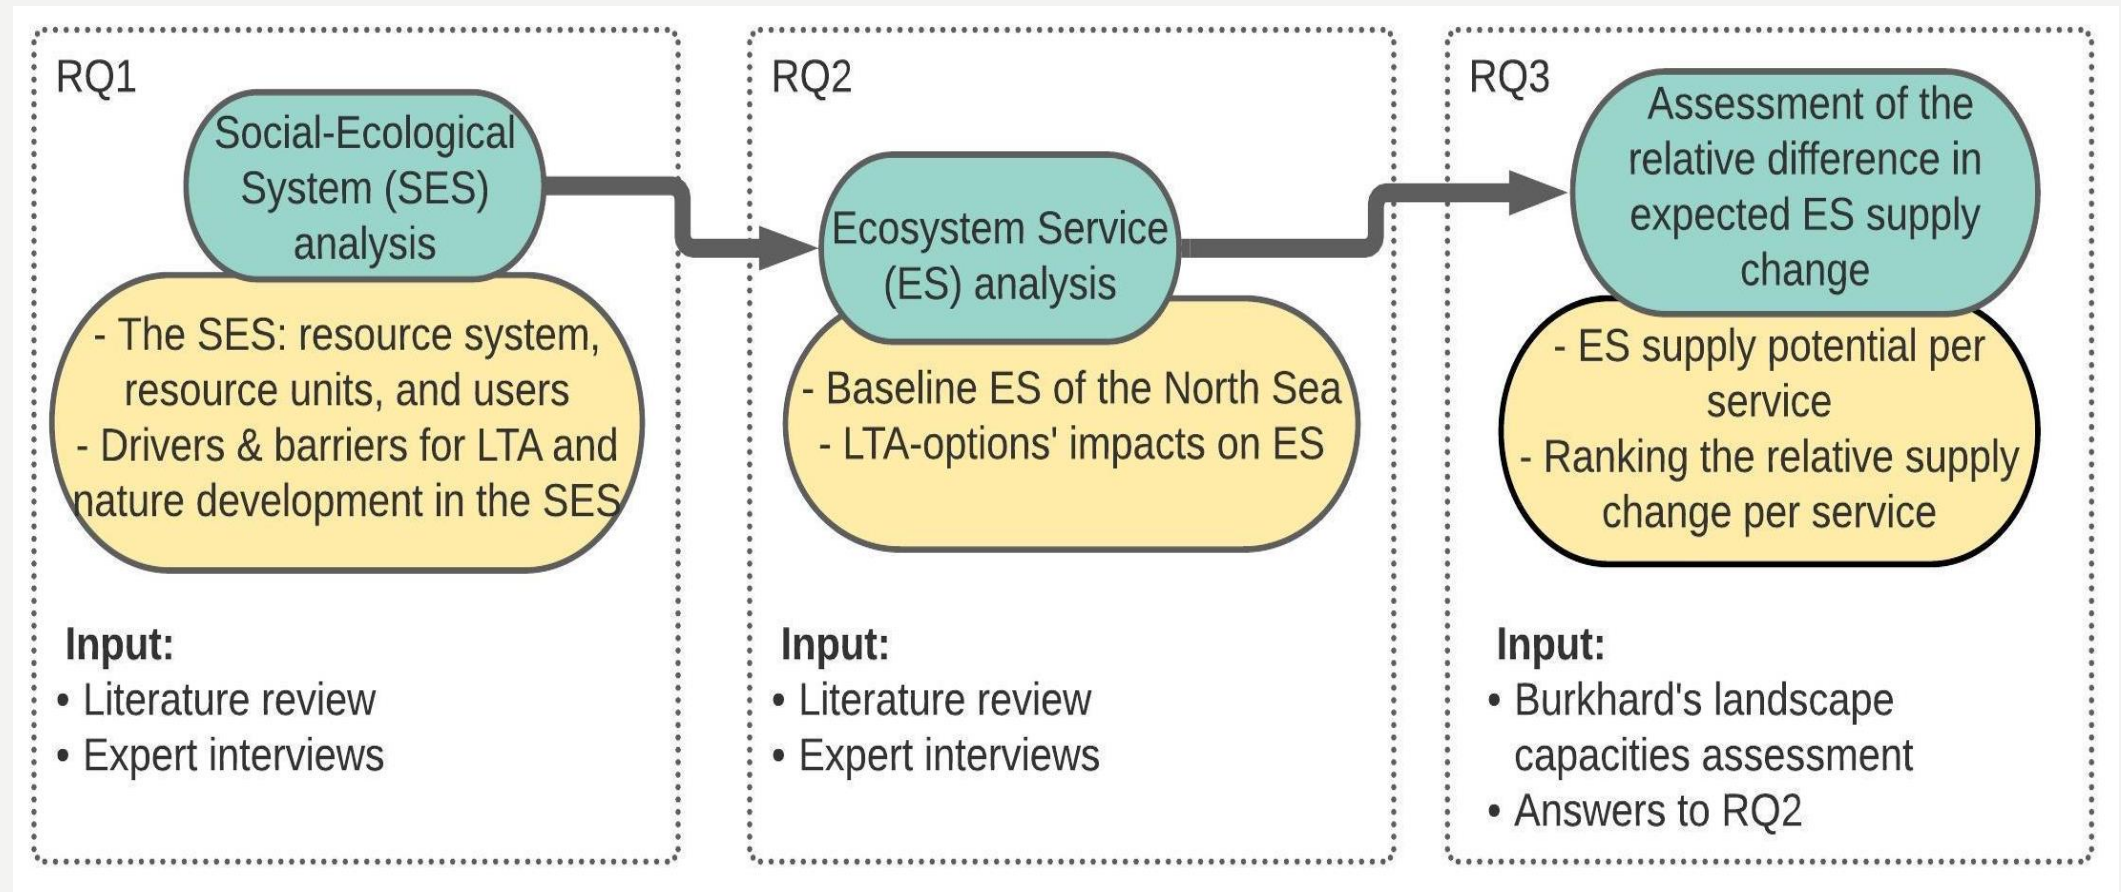 RQ1
Social-Ecological
System (SES)
analysis
- The SES: resource system,
resource units, and users
- Drivers & barriers for LTA and
nature development in the SES
Input:
• Literature review
• Expert interviews
RQ2
Ecosystem Service
(ES) analysis
- Baseline ES of the North Sea
- LTA-options' impacts on ES
Input:
• Literature review
• Expert interviews
RQ3
Assessment of the
relative difference in
expected ES supply
change
- ES supply potential per
service
- Ranking the relative supply
change per service
Input:
• Burkhard's landscape
capacities assessment
• Answers to RQ2